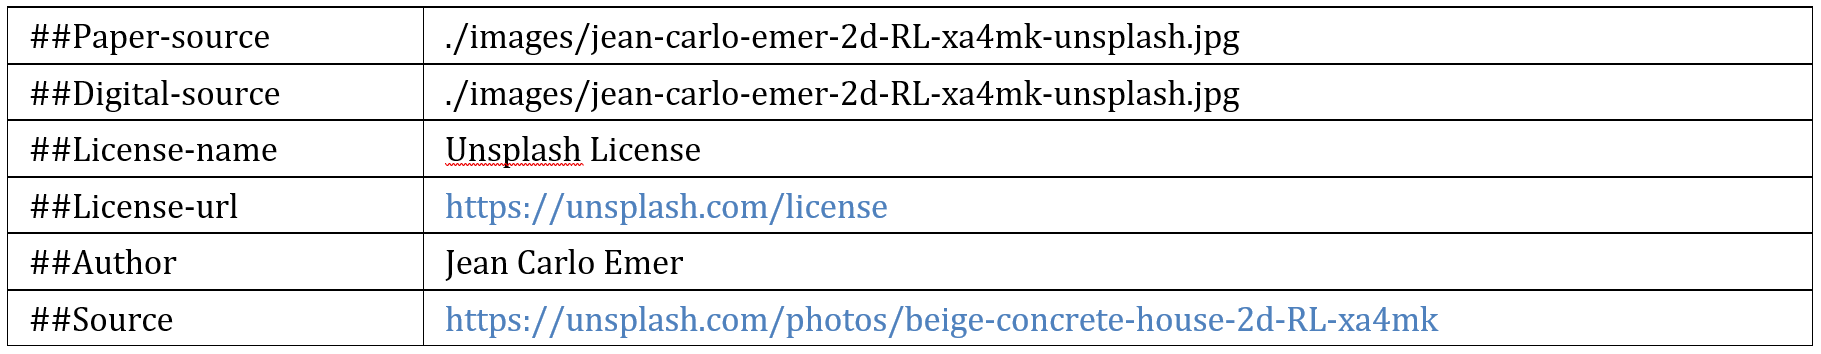 ##Paper-source ./images/jean-carlo-emer-2d-RL-xa4mk-unsplash.jpg
##Digital-source ./images/jean-carlo-emer-2d-RL-xa4mk-unsplash.jpg
##License-name Unsplash License
##License-url https://unsplash.com/license
##Author Jean Carlo Emer
##Source https://unsplash.com/photos/beige-concrete-house-2d-RL-xa4mk